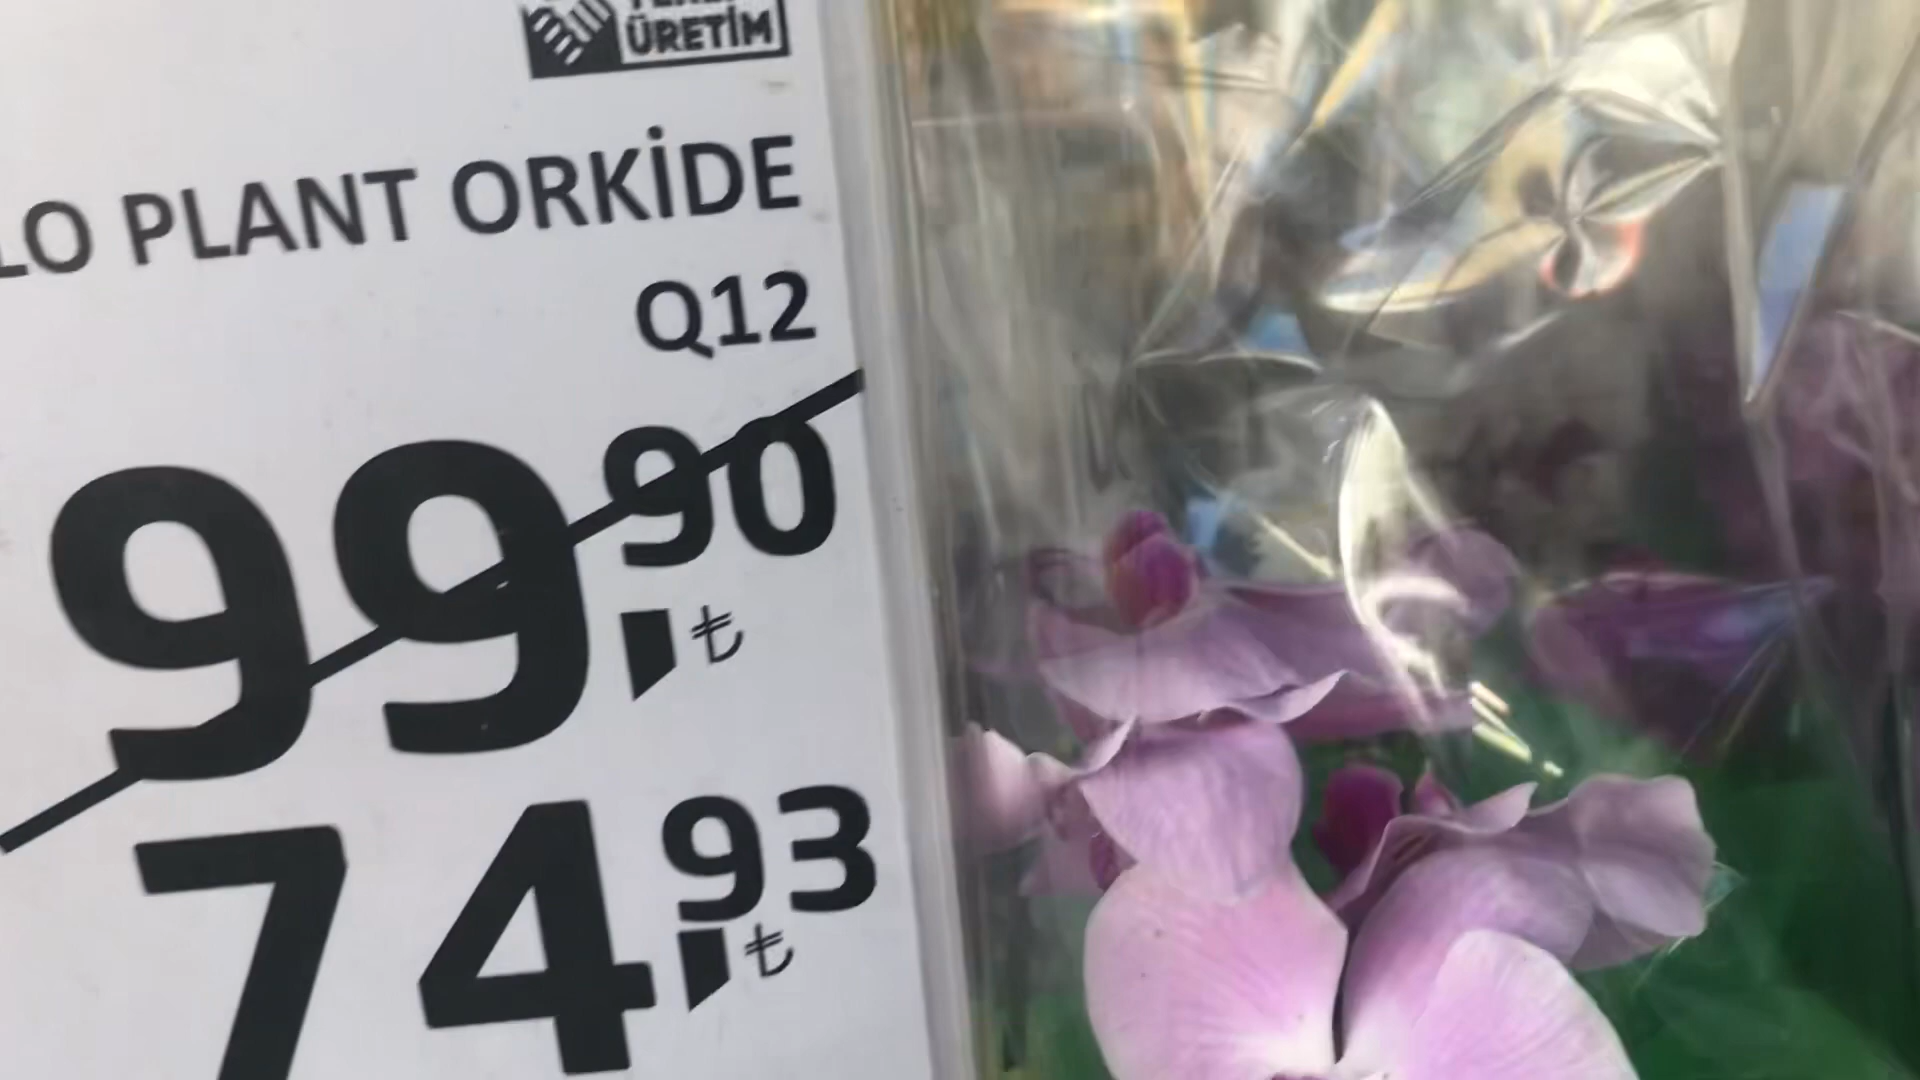 ÜRETİM
LO PLANT ORKİDE
Q12
99,90 ₺
74,93 ₺